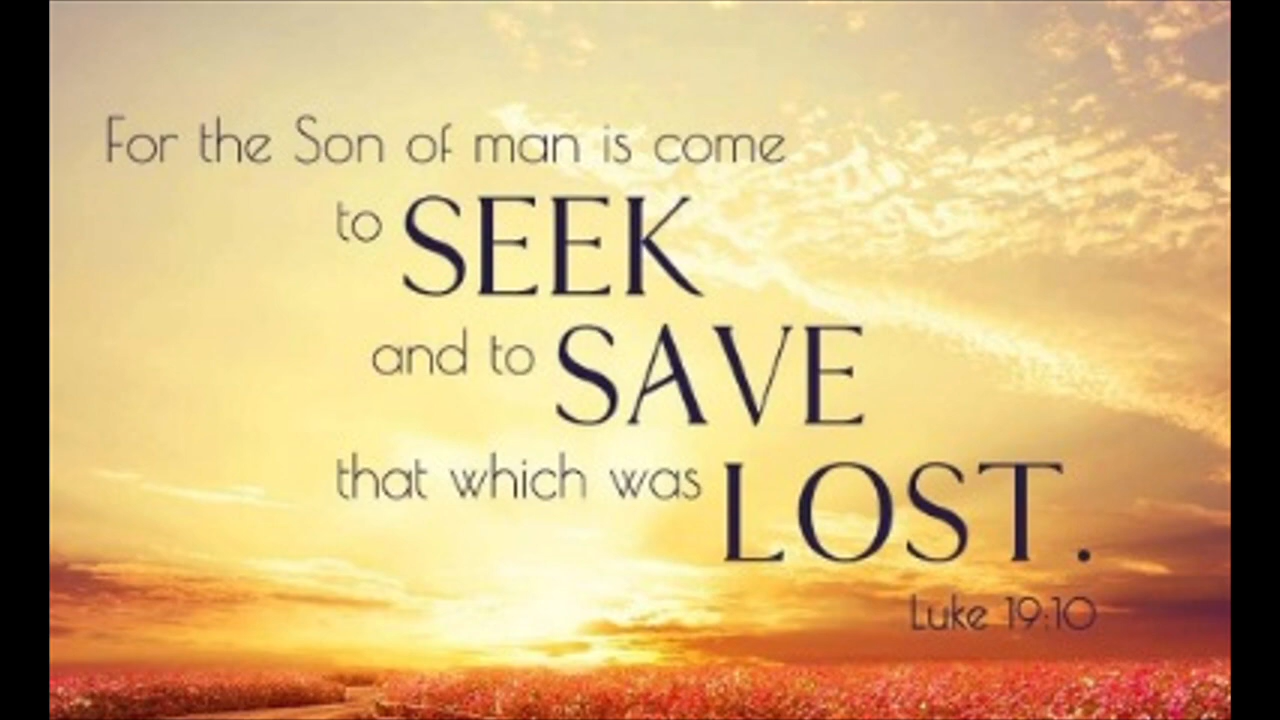 For the Son of man is come
to SEEK
and to SAVE
that which was LOST.
Luke 19:10